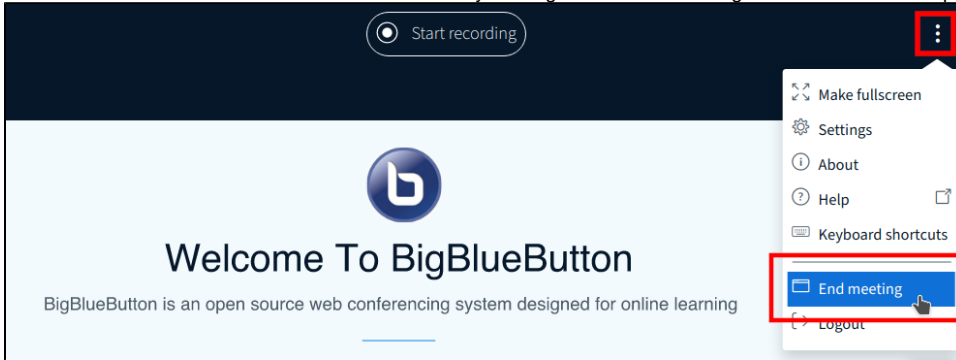 Start recording
Make fullscreen
Settings
About
Help
Keyboard shortcuts
End meeting
Logout
Welcome To BigBlueButton
BigBlueButton is an open source web conferencing system designed for online learning